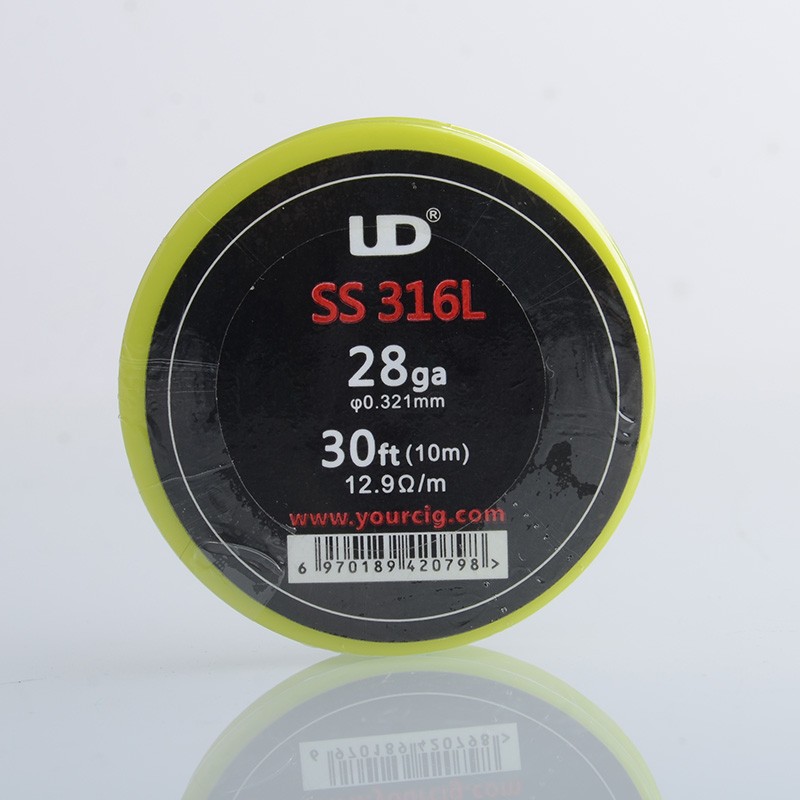 UD®
SS 316L
28ga
φ0.321mm
30ft (10m)
12.9Ω/m
www.yourcig.com
6 970189 420798 >